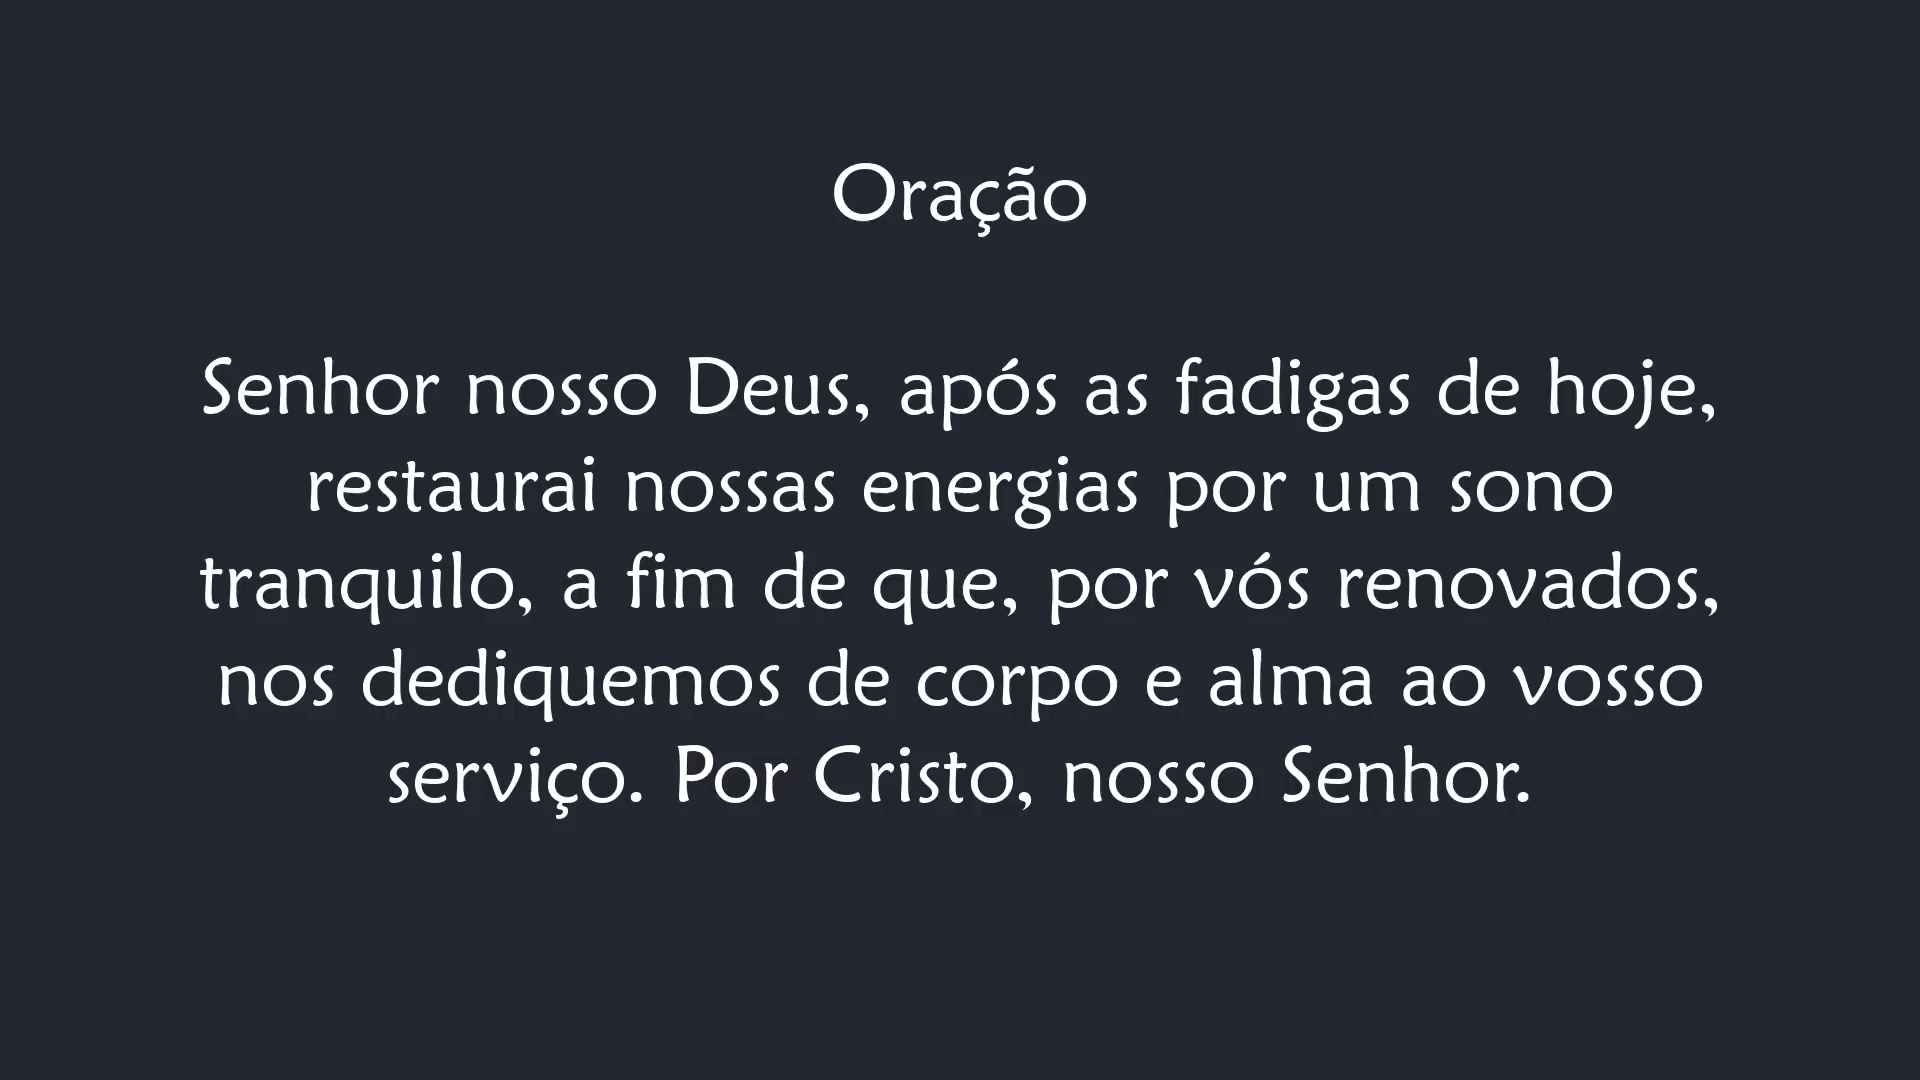 Oração
Senhor nosso Deus, após as fadigas de hoje,
restaurai nossas energias por um sono
tranquilo, a fim de que, por vós renovados,
nos dediquemos de corpo e alma ao vosso
serviço. Por Cristo, nosso Senhor.